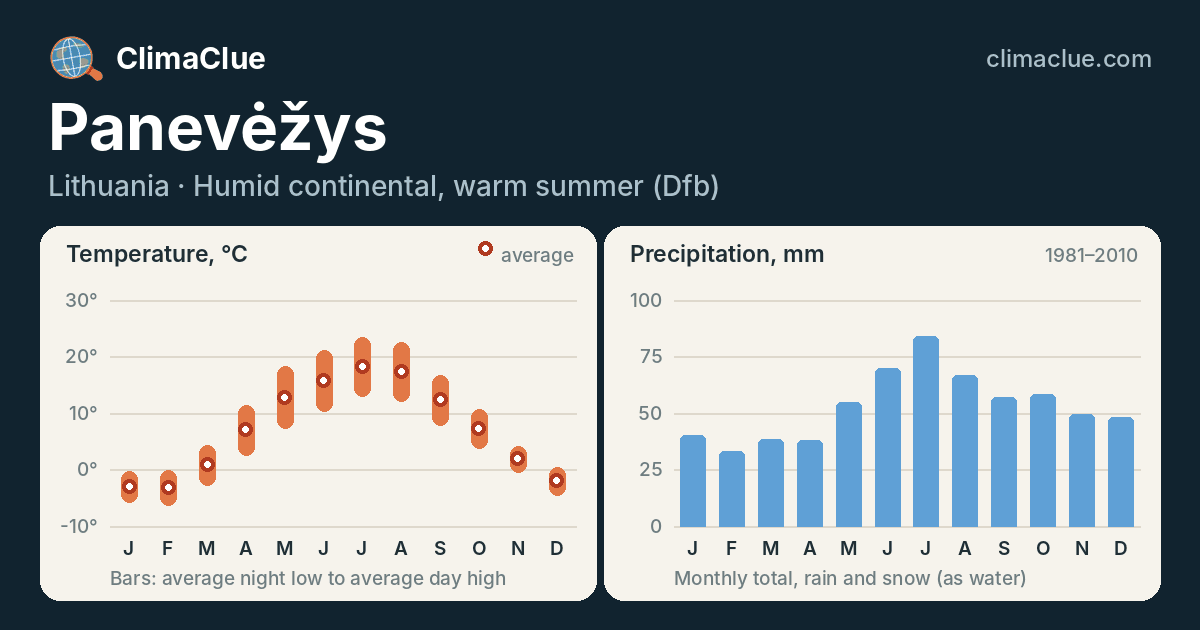 ClimaClue
climaclue.com
Panevėžys
Lithuania · Humid continental, warm summer (Dfb)
Temperature, °C
average
30°
20°
10°
0°
-10°
J F M A M J J A S O N D
Bars: average night low to average day high
Precipitation, mm
1981–2010
100
75
50
25
0
J F M A M J J A S O N D
Monthly total, rain and snow (as water)